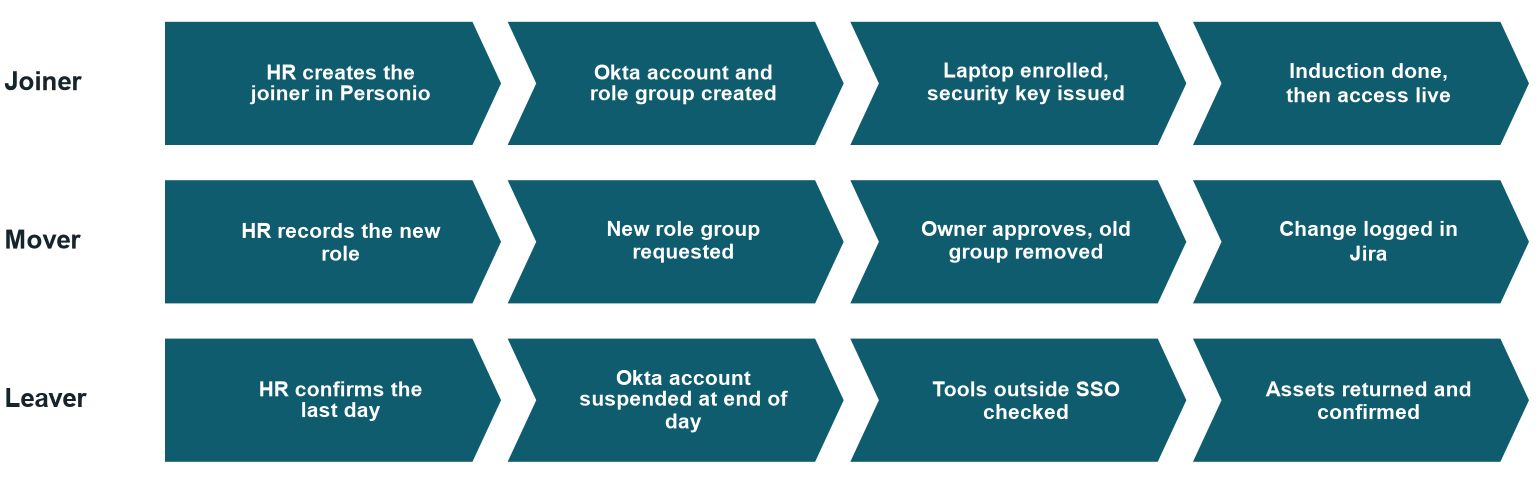 Joiner
HR creates the
joiner in Personio
Okta account and
role group created
Laptop enrolled,
security key issued
Induction done,
then access live
Mover
HR records the new
role
New role group
requested
Owner approves, old
group removed
Change logged in
Jira
Leaver
HR confirms the
last day
Okta account
suspended at end of
day
Tools outside SSO
checked
Assets returned and
confirmed